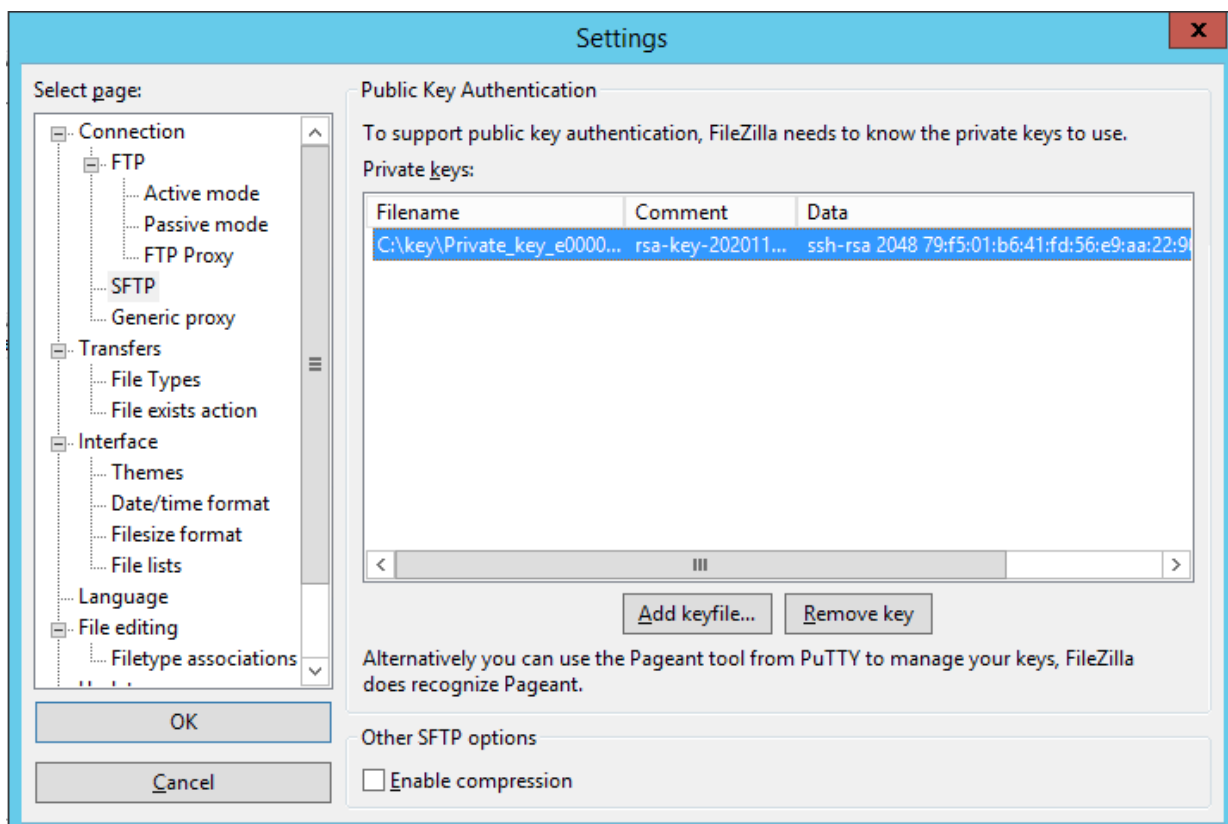 Settings
x
Select page:
Connection
FTP
Active mode
Passive mode
FTP Proxy
SFTP
Generic proxy
Transfers
File Types
File exists action
Interface
Themes
Date/time format
Filesize format
File lists
Language
File editing
Filetype associations
OK
Cancel
Public Key Authentication
To support public key authentication, FileZilla needs to know the private keys to use.
Private keys:
Filename Comment Data
C:\key\Private_key_e0000... rsa-key-202011... ssh-rsa 2048 79:f5:01:b6:41:fd:56:e9:aa:22:90
Add keyfile... Remove key
Alternatively you can use the Pageant tool from PuTTY to manage your keys, FileZilla
does recognize Pageant.
Other SFTP options
Enable compression